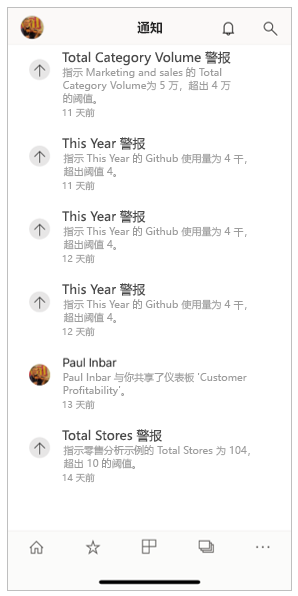 通知
Total Category Volume 警报
指示 Marketing and sales 的 Total
Category Volume为 5 万，超出 4 万
的阈值。
11 天前
This Year 警报
指示 This Year 的 Github 使用量为 4 千，
超出阈值 4。
11 天前
This Year 警报
指示 This Year 的 Github 使用量为 4 千，
超出阈值 4。
12 天前
This Year 警报
指示 This Year 的 Github 使用量为 4 千，
超出阈值 4。
12 天前
Paul Inbar
Paul Inbar 与你共享了仪表板 'Customer
Profitability'。
13 天前
Total Stores 警报
指示零售分析示例的 Total Stores 为 104，
超出 10 的阈值。
14 天前